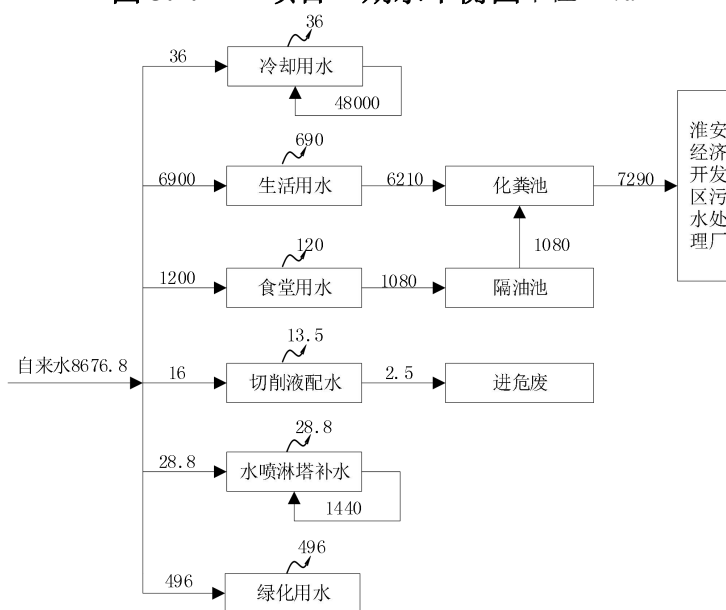 36
36
冷却用水
48000
690
6900
生活用水
6210
化粪池
7290
淮安
经济
开发
区污
水处
理厂
1080
120
1200
食堂用水
1080
隔油池
13.5
自来水8676.8
16
切削液配水
2.5
进危废
28.8
28.8
水喷淋塔补水
1440
496
496
绿化用水